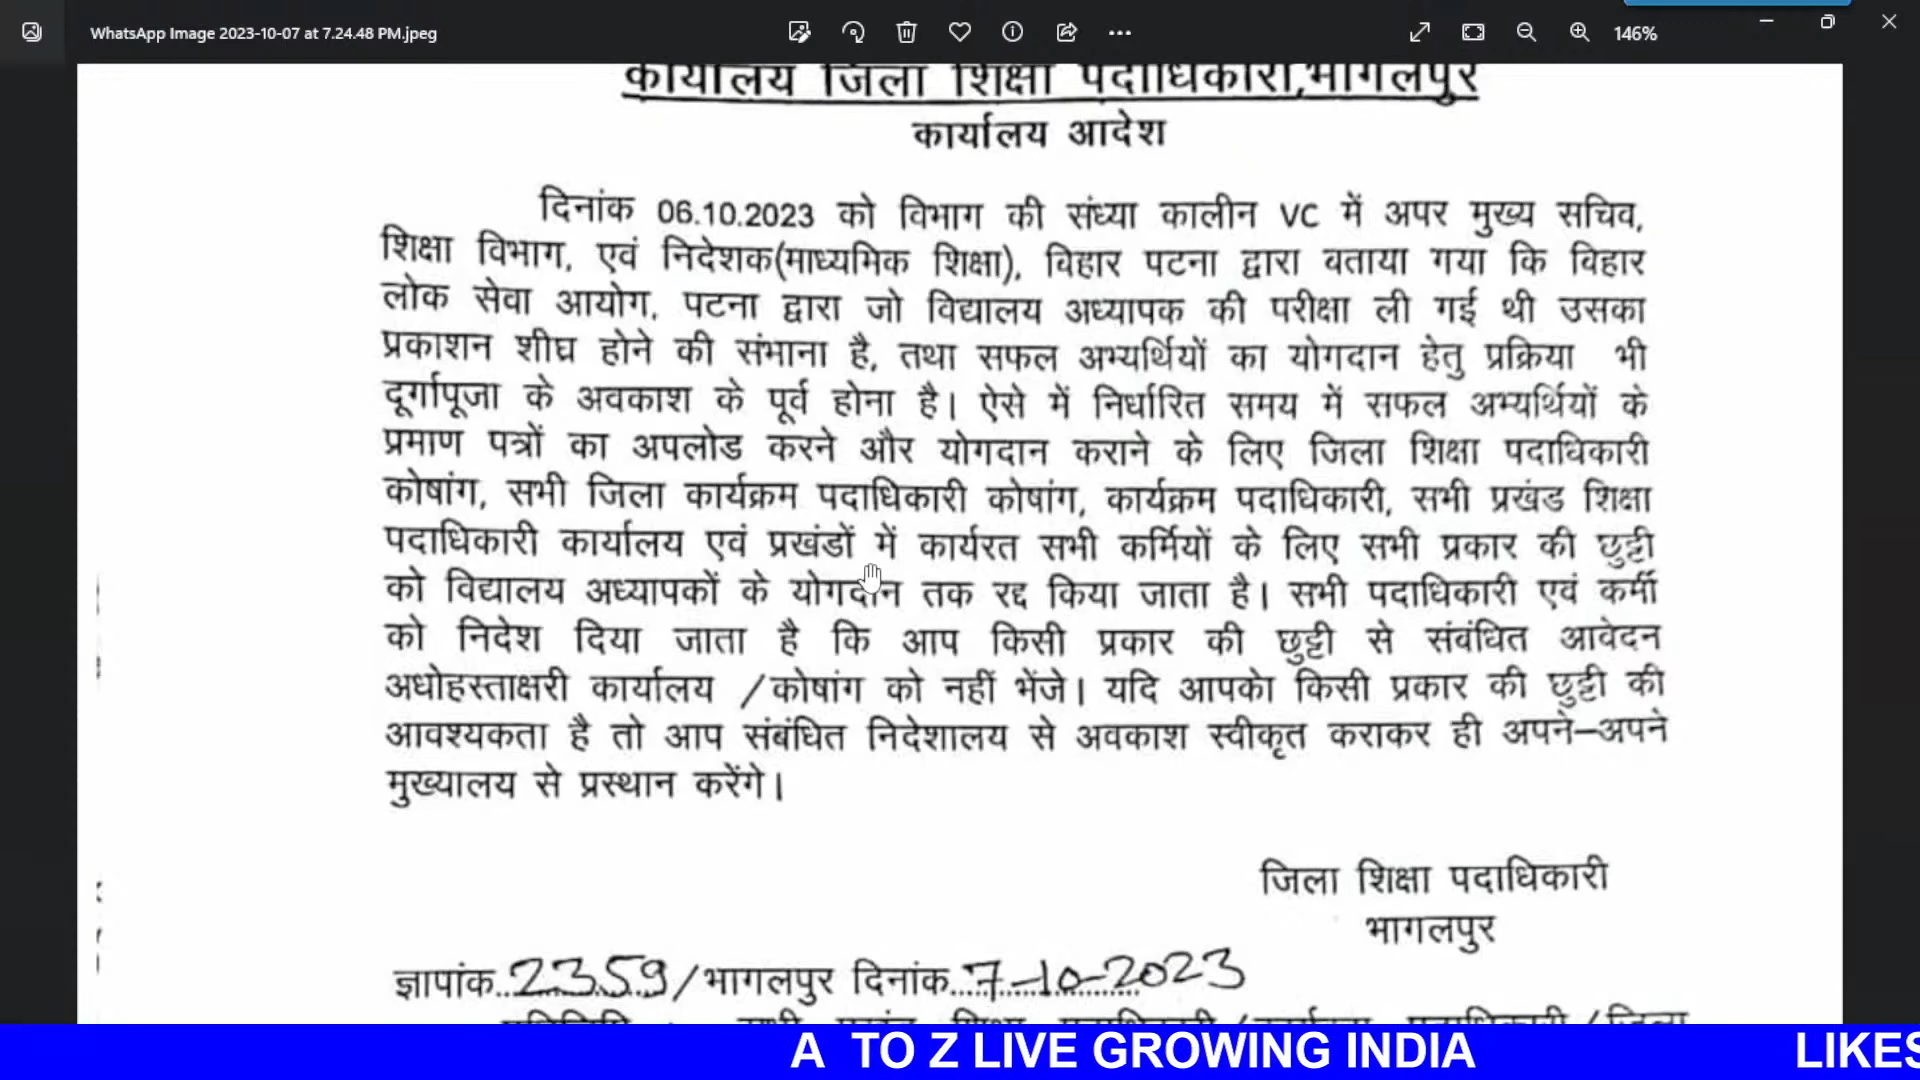 WhatsApp Image 2023-10-07 at 7.24.48 PM.jpeg
146%
कार्यालय जिला शिक्षा पदाधिकारी,भागलपुर
कार्यालय आदेश
दिनांक 06.10.2023 को विभाग की संध्या कालीन VC में अपर मुख्य सचिव,
शिक्षा विभाग, एवं निदेशक(माध्यमिक शिक्षा), विहार पटना द्वारा वताया गया कि विहार
लोक सेवा आयोग, पटना द्वारा जो विद्यालय अध्यापक की परीक्षा ली गई थी उसका
प्रकाशन शीघ्र होने की संभाना है, तथा सफल अभ्यर्थियों का योगदान हेतु प्रक्रिया भी
दूर्गापूजा के अवकाश के पूर्व होना है। ऐसे में निर्धारित समय में सफल अभ्यर्थियों के
प्रमाण पत्रों का अपलोड करने और योगदान कराने के लिए जिला शिक्षा पदाधिकारी
कोषांग, सभी जिला कार्यक्रम पदाधिकारी कोषांग, कार्यक्रम पदाधिकारी, सभी प्रखंड शिक्षा
पदाधिकारी कार्यालय एवं प्रखंडों में कार्यरत सभी कर्मियों के लिए सभी प्रकार की छुट्टी
को विद्यालय अध्यापकों के योगदान तक रद्द किया जाता है। सभी पदाधिकारी एवं कर्मी
को निदेश दिया जाता है कि आप किसी प्रकार की छुट्टी से संबंधित आवेदन
अधोहस्ताक्षरी कार्यालय /कोषांग को नहीं भेंजे। यदि आपको किसी प्रकार की छुट्टी की
आवश्यकता है तो आप संबंधित निदेशालय से अवकाश स्वीकृत कराकर ही अपने–अपने
मुख्यालय से प्रस्थान करेंगे।
जिला शिक्षा पदाधिकारी
भागलपुर
ज्ञापांक..2359/भागलपुर दिनांक..7-10-2023
A TO Z LIVE GROWING INDIA
LIKES